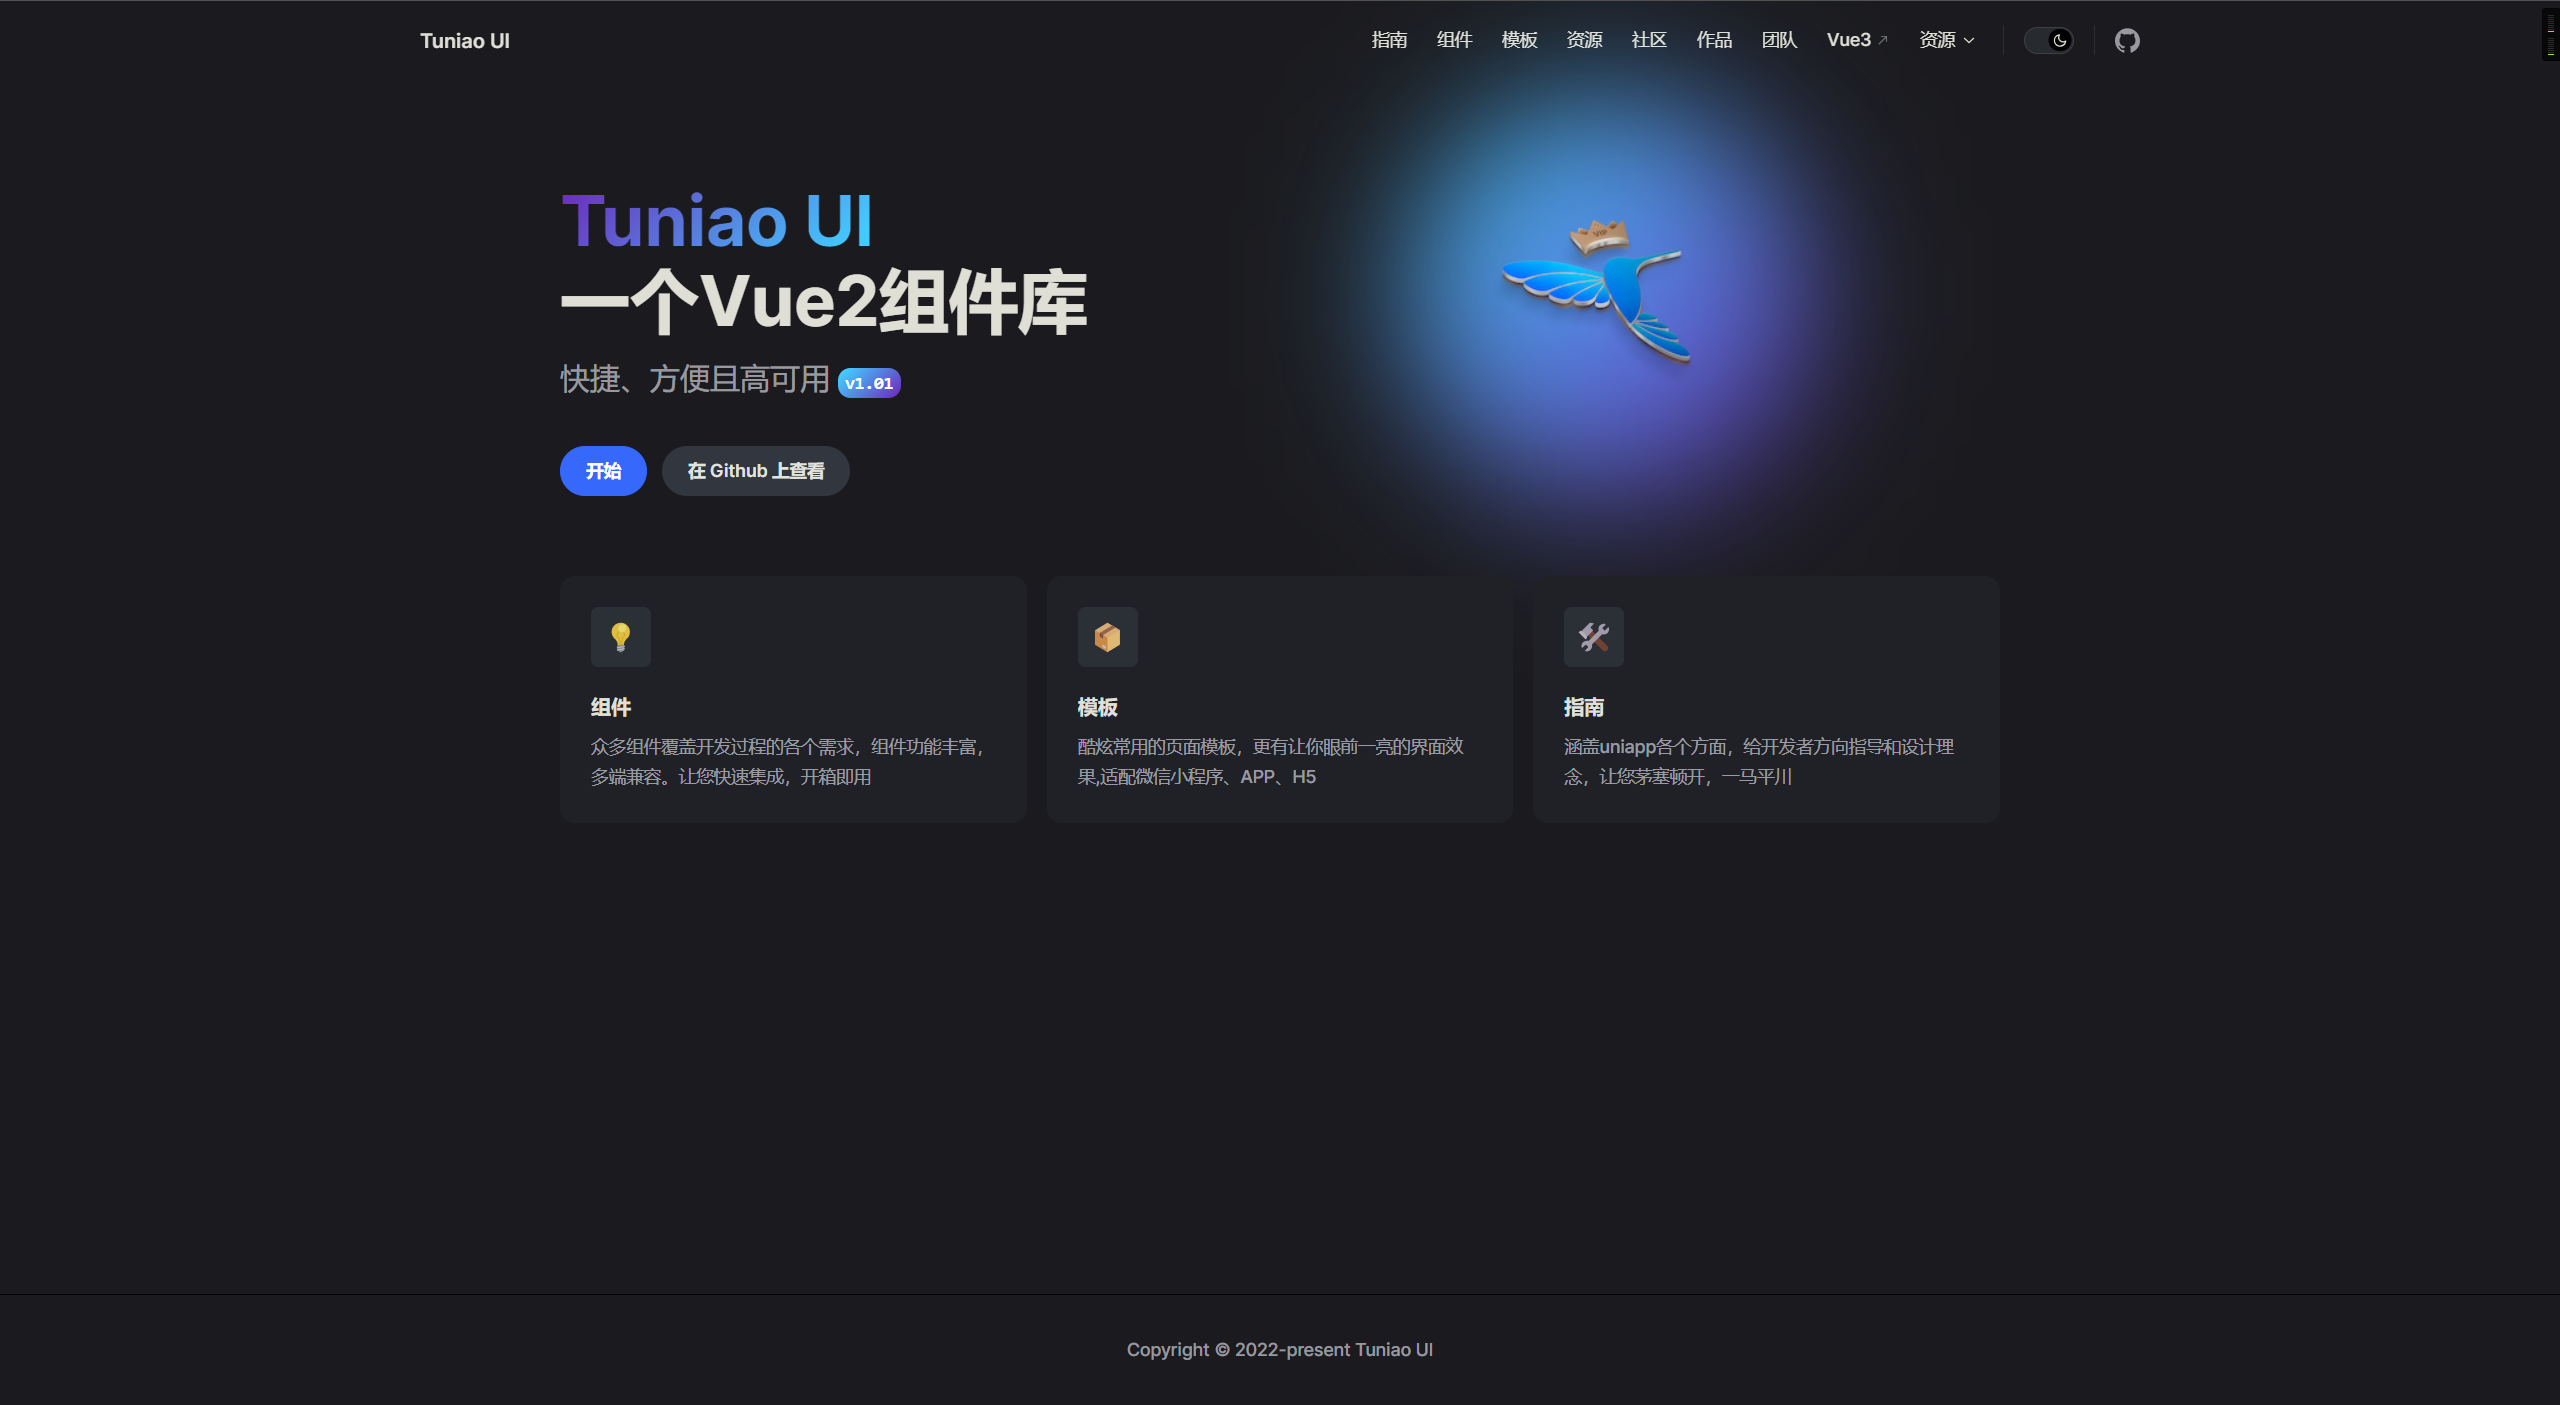 Tuniao UI
指南 组件 模板 资源 社区 作品 团队 Vue3 资源
Tuniao UI
一个Vue2组件库
快捷、方便且高可用 v1.01
开始 在 Github 上查看
VIP
组件
众多组件覆盖开发过程的各个需求，组件功能丰富，
多端兼容。让您快速集成，开箱即用
模板
酷炫常用的页面模板，更有让你眼前一亮的界面效
果,适配微信小程序、APP、H5
指南
涵盖uniapp各个方面，给开发者方向指导和设计理
念，让您茅塞顿开，一马平川
Copyright © 2022-present Tuniao UI